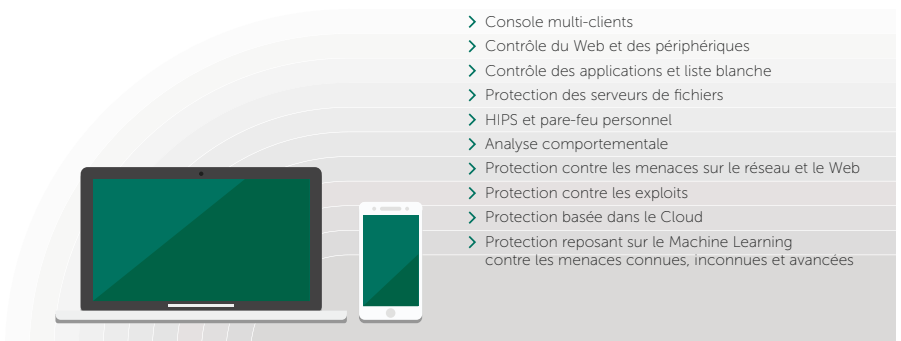 Console multi-clients
Contrôle du Web et des périphériques
Contrôle des applications et liste blanche
Protection des serveurs de fichiers
HIPS et pare-feu personnel
Analyse comportementale
Protection contre les menaces sur le réseau et le Web
Protection contre les exploits
Protection basée dans le Cloud
Protection reposant sur le Machine Learning
contre les menaces connues, inconnues et avancées